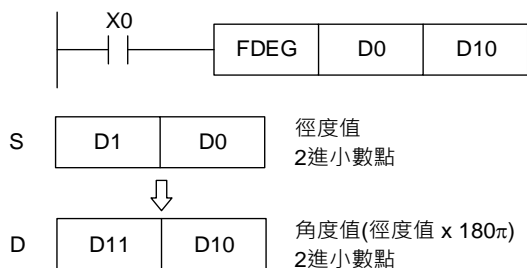 X0
FDEG D0 D10
S D1 D0 徑度值
2進小數點
D D11 D10 角度值(徑度值 x 180π)
2進小數點